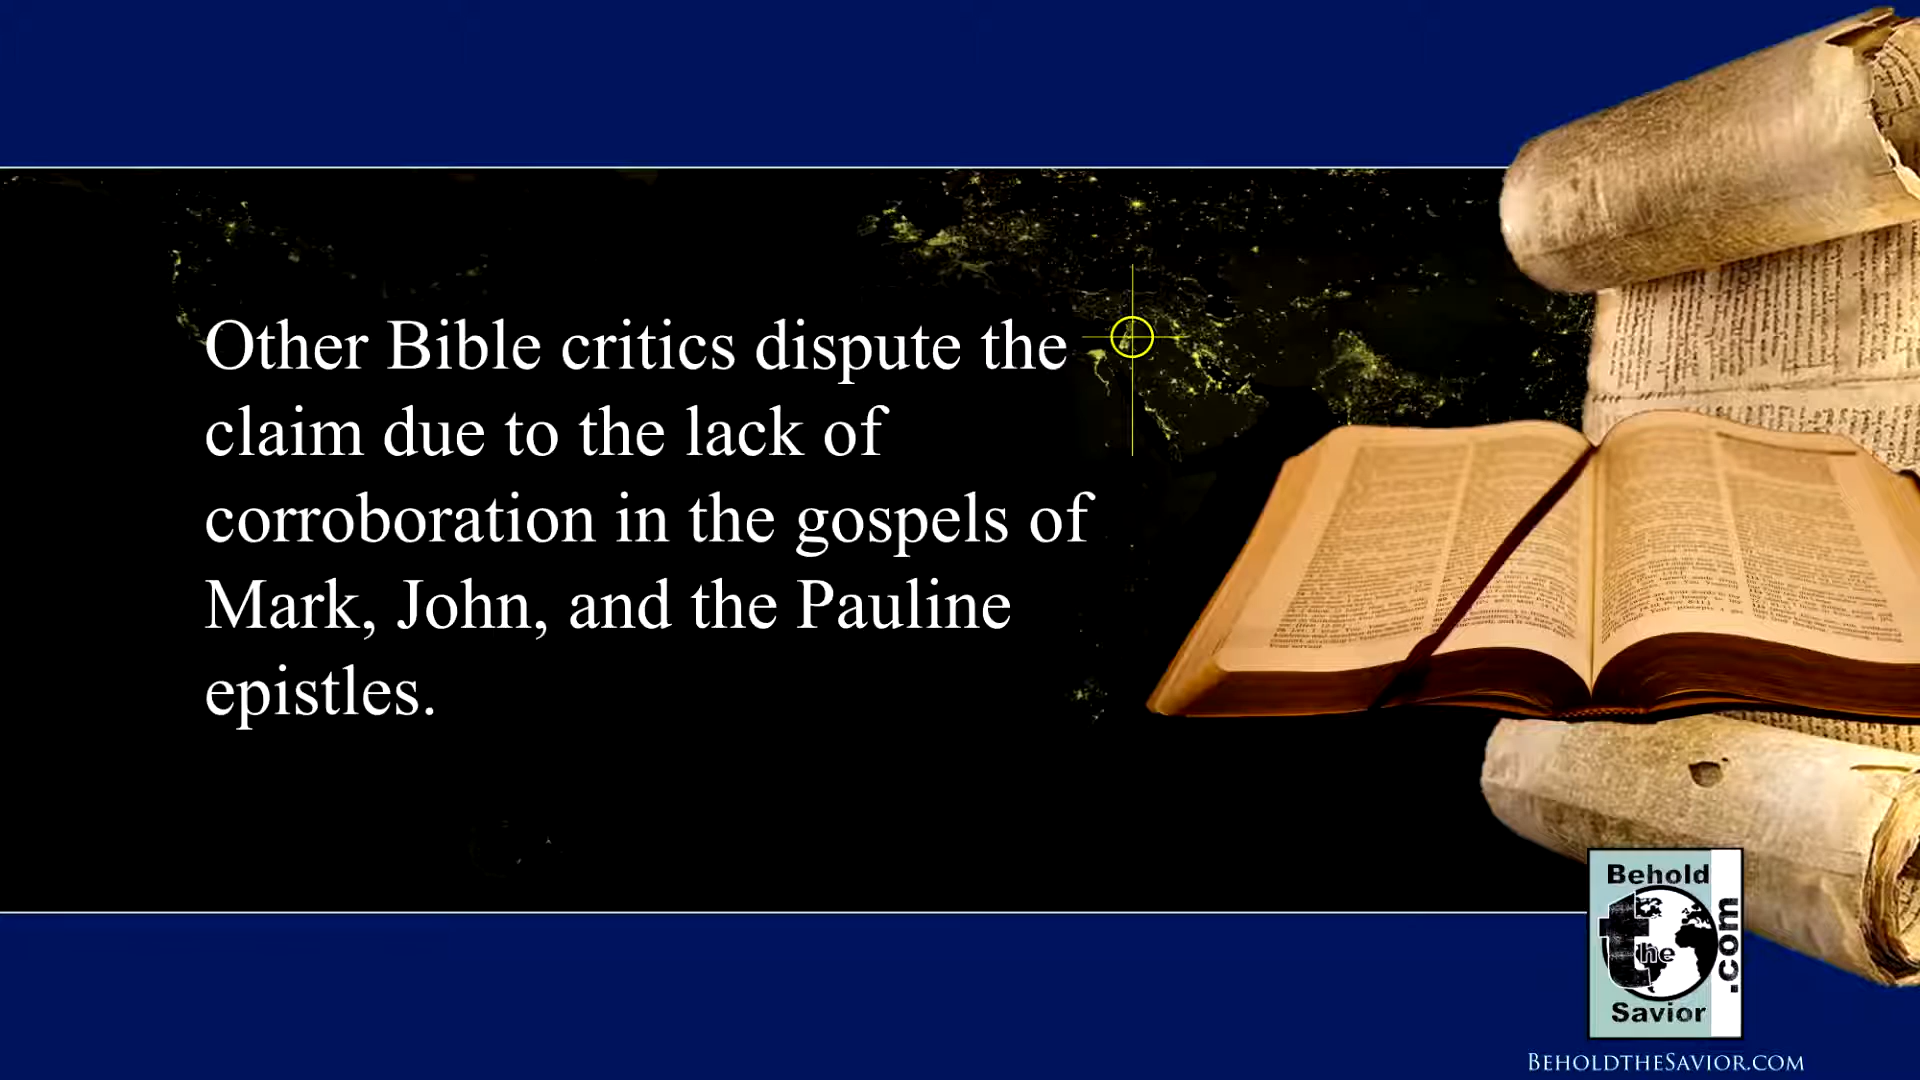 Other Bible critics dispute the
claim due to the lack of
corroboration in the gospels of
Mark, John, and the Pauline
epistles.
Behold
the
.com
Savior
BEHOLDTHESAVIOR.COM